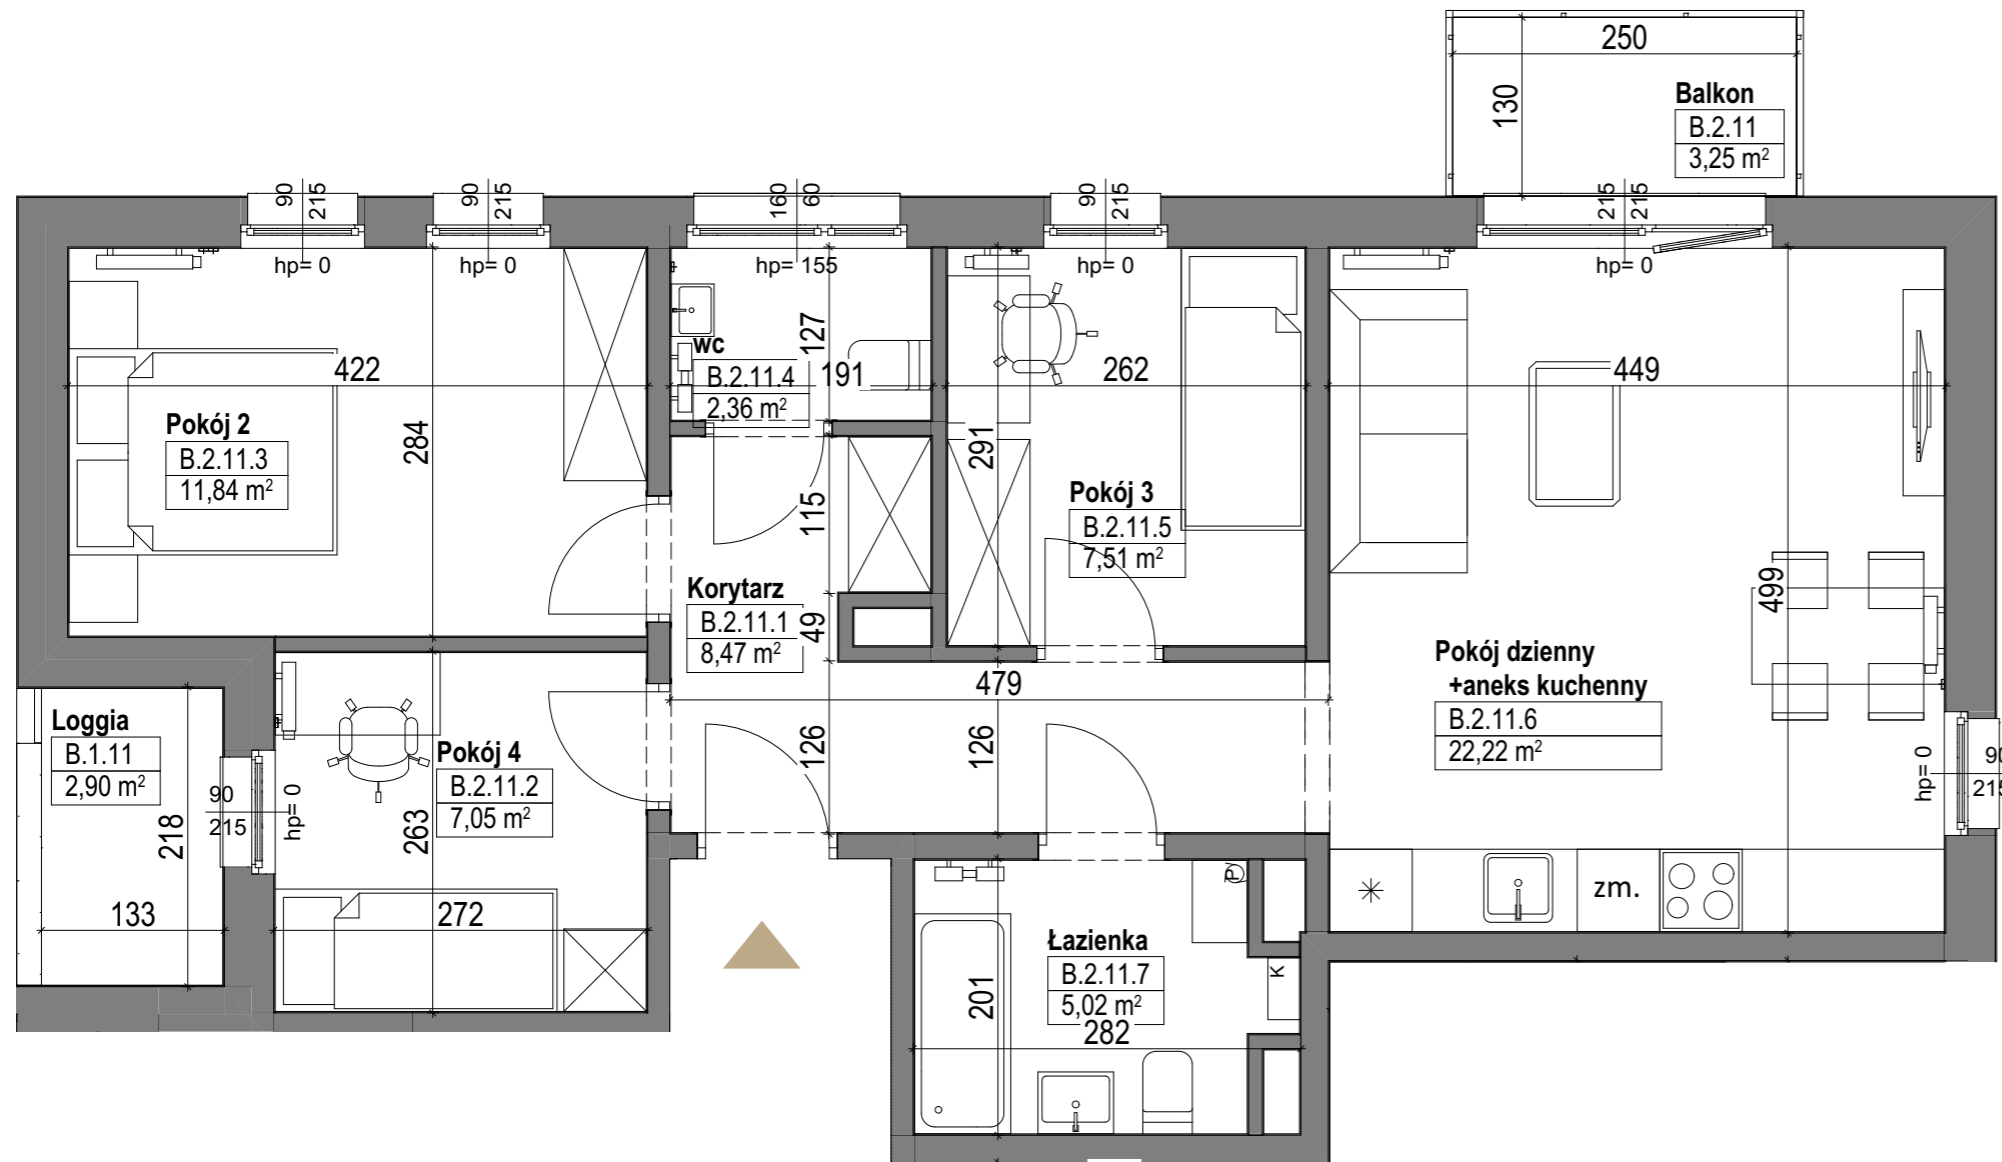 250
130
Balkon
B.2.11
3,25 m²
90
215
90
215
160
60
90
215
215
215
hp= 0
hp= 0
hp= 155
hp= 0
hp= 0
422
284
Pokój 2
B.2.11.3
11,84 m²
127
wc
B.2.11.4
2,36 m²
191
115
262
291
Pokój 3
B.2.11.5
7,51 m²
449
499
Korytarz
B.2.11.1
8,47 m²
49
479
126
126
Pokój dzienny
+aneks kuchenny
B.2.11.6
22,22 m²
hp= 0
90
215
Loggia
B.1.11
2,90 m²
218
133
90
215
hp= 0
Pokój 4
B.2.11.2
7,05 m²
263
272
zm.
P
Łazienka
B.2.11.7
5,02 m²
201
282
K